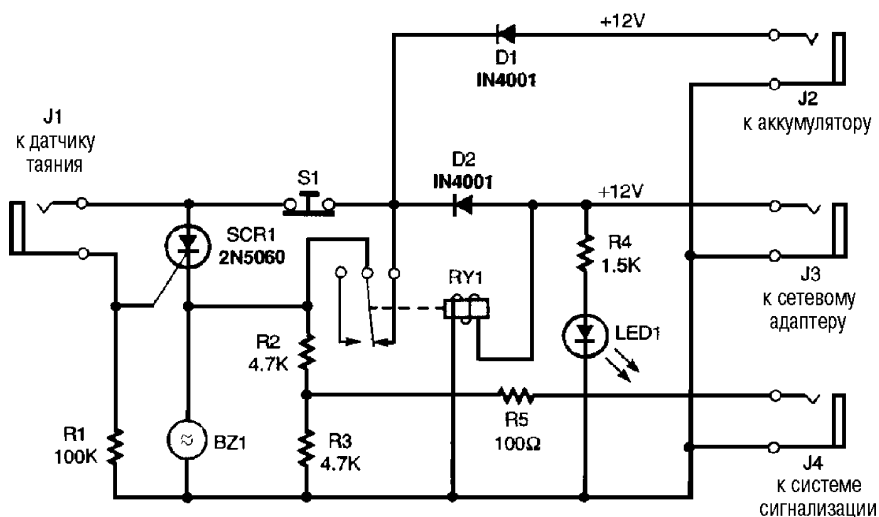 +12V
D1
IN4001
J2
к аккумулятору
J1
к датчику
таяния
S1
D2
IN4001
+12V
SCR1
2N5060
RY1
R4
1.5K
J3
к сетевому
адаптеру
LED1
R2
4.7K
R1
100K
BZ1
R3
4.7K
R5
100Ω
J4
к системе
сигнализации